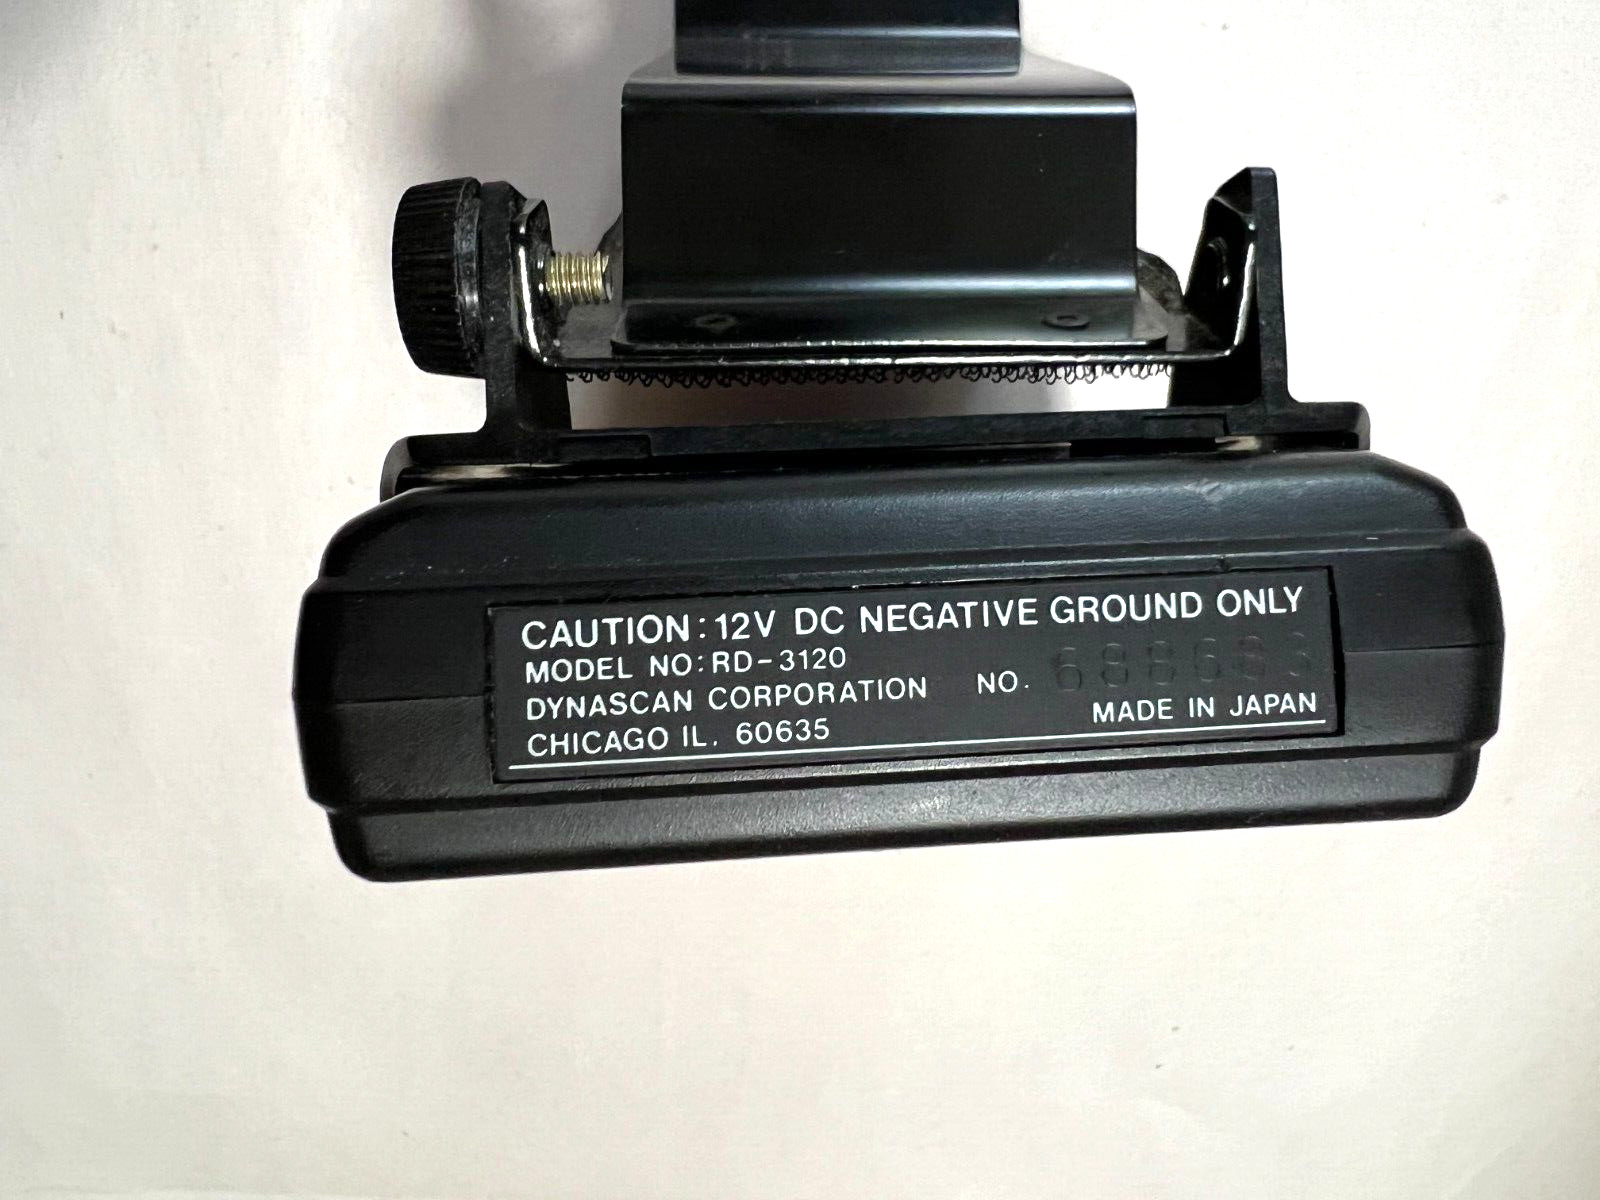 CAUTION: 12V DC NEGATIVE GROUND ONLY
MODEL NO: RD-3120
DYNASCAN CORPORATION NO.
CHICAGO IL. 60635
MADE IN JAPAN